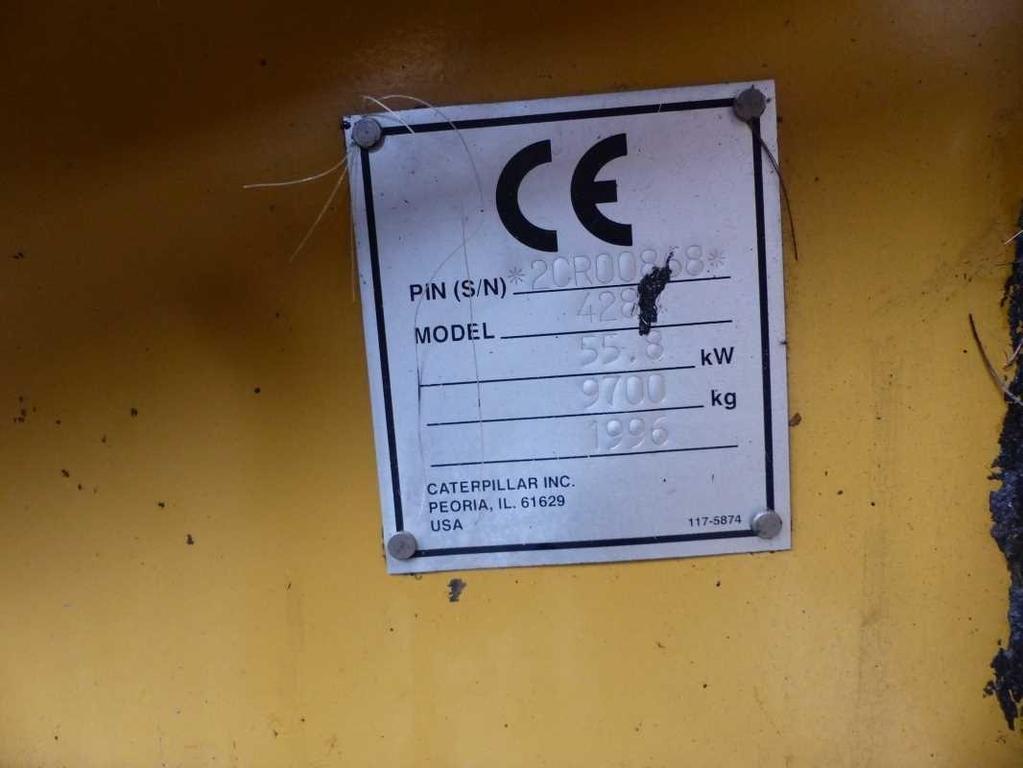 CE
PIN (S/N) *2CR00868*
MODEL
55.8 kW
9700 kg
1996
CATERPILLAR INC.
PEORIA, IL. 61629
USA
117-5874